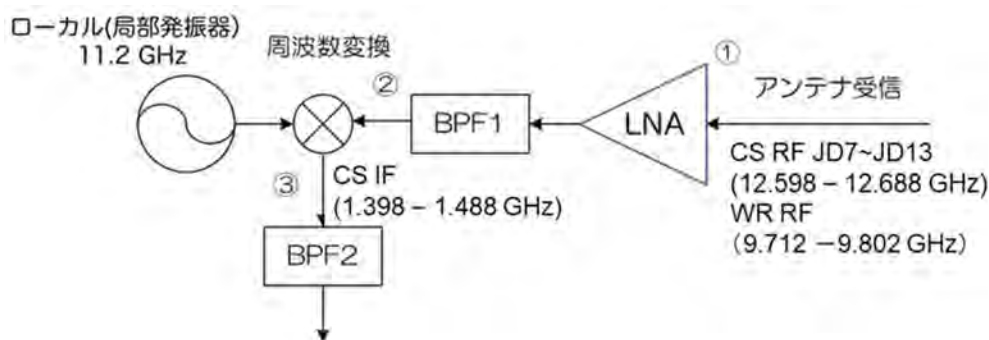 ローカル(局部発振器)
11.2 GHz
周波数変換
②
BPF1
①
LNA
アンテナ受信
CS RF JD7~JD13
(12.598 – 12.688 GHz)
WR RF
（9.712 －9.802 GHz）
③
CS IF
(1.398 – 1.488 GHz)
BPF2